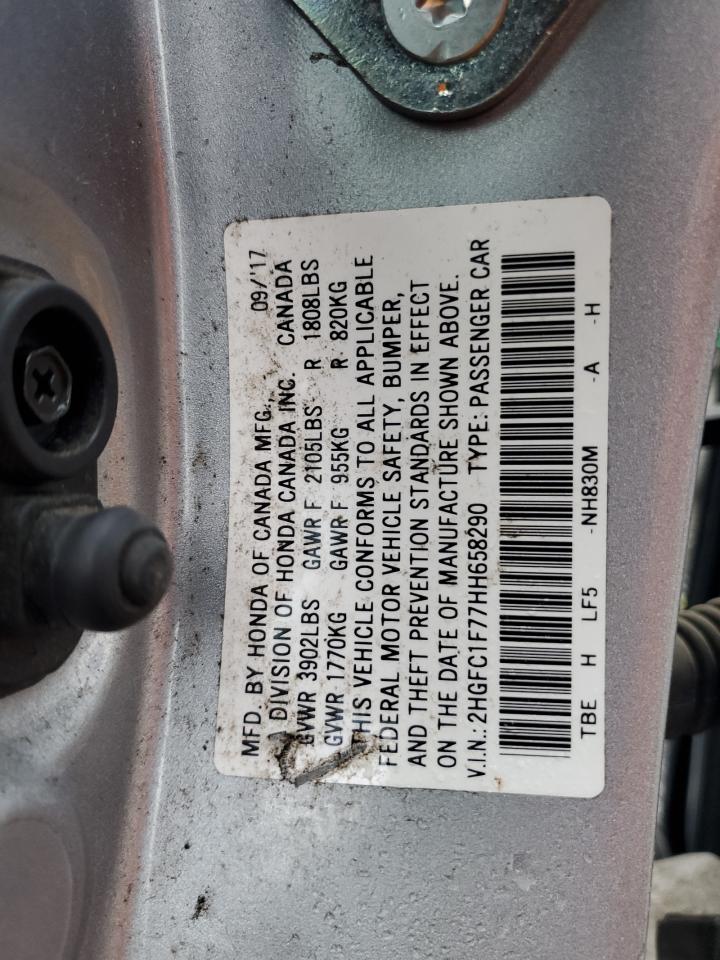 MFD. BY HONDA OF CANADA MFG., 09/'17
A DIVISION OF HONDA CANADA INC. CANADA
GVWR 3902LBS GAWR F 2105LBS R 1808LBS
GVWR 1770KG GAWR F 955KG R 820KG
THIS VEHICLE CONFORMS TO ALL APPLICABLE
FEDERAL MOTOR VEHICLE SAFETY, BUMPER,
AND THEFT PREVENTION STANDARDS IN EFFECT
ON THE DATE OF MANUFACTURE SHOWN ABOVE.
V.I.N.: 2HGFC1F77HH658290 TYPE: PASSENGER CAR
TBE H LF5 -NH830M -A -H